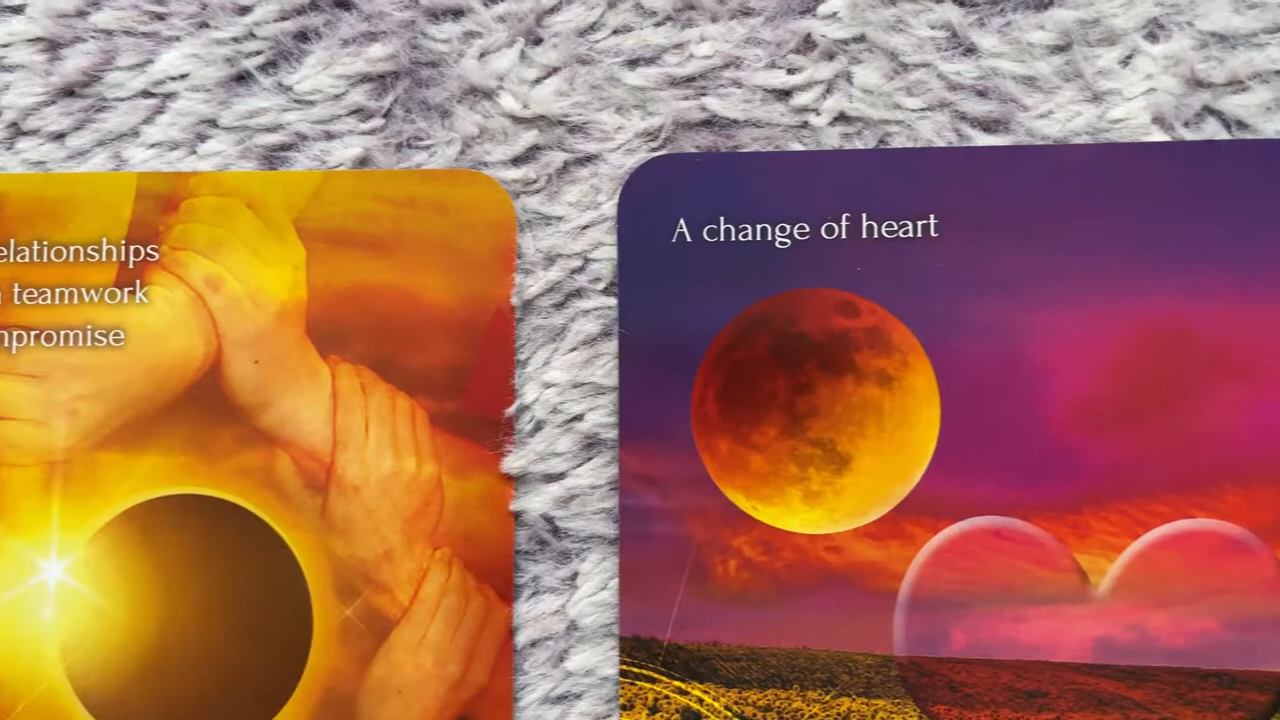 elationships
teamwork
npromise
A change of heart